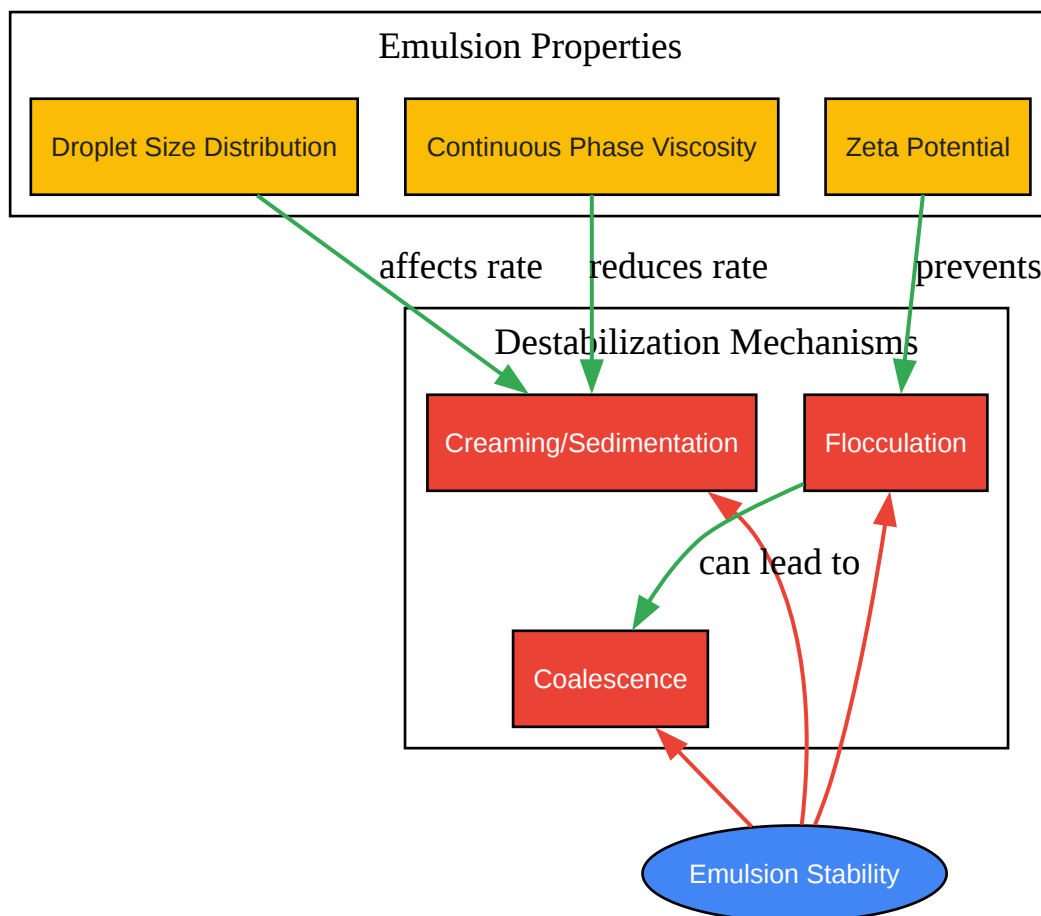 Emulsion Properties
Droplet Size Distribution
Continuous Phase Viscosity
Zeta Potential
affects rate
reduces rate
prevents
Destabilization Mechanisms
Creaming/Sedimentation
Flocculation
can lead to
Coalescence
Emulsion Stability